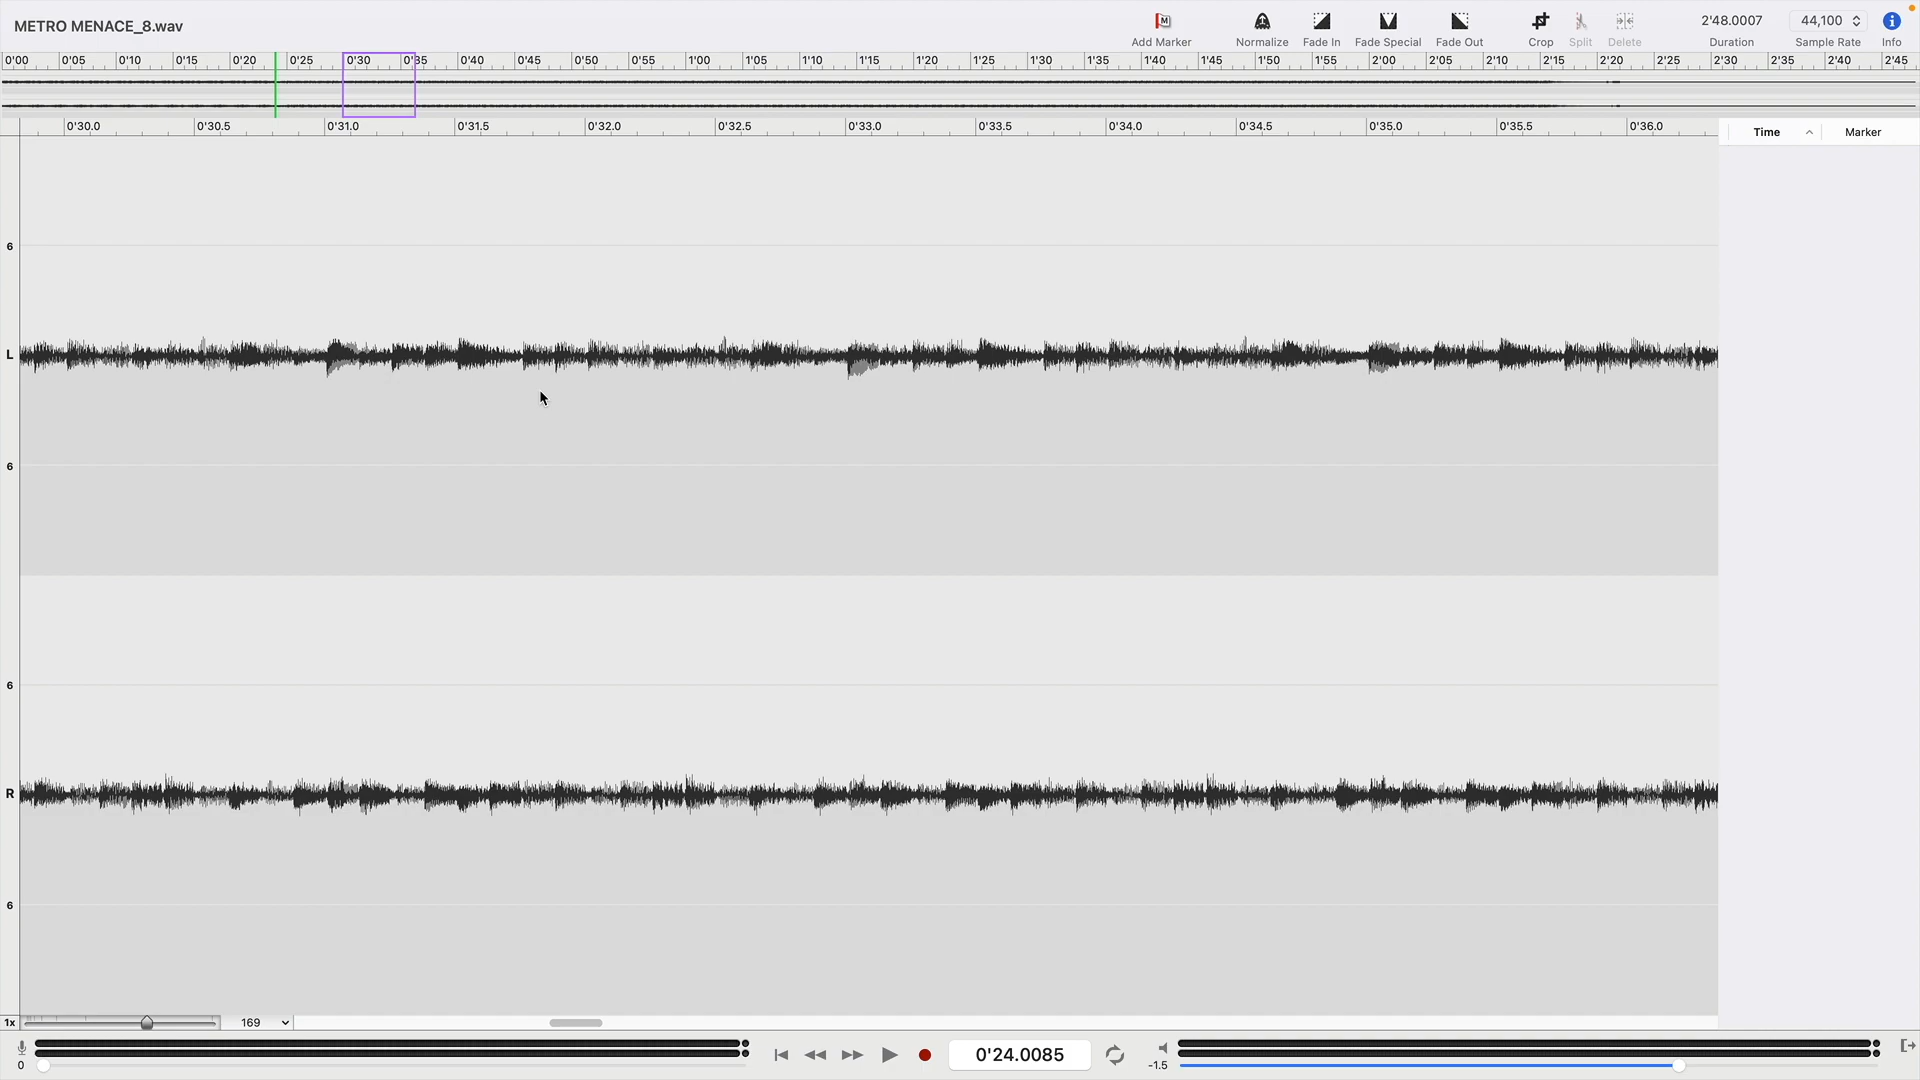 METRO MENACE_8.wav
M
2'48.0007
44,100
i
Add Marker
Normalize
Fade In
Fade Special
Fade Out
Crop
Split
Delete
Duration
Sample Rate
Info
0'00 0'05 0'10 0'15 0'20 0'25 0'30 0'35 0'40 0'45 0'50 0'55 1'00 1'05 1'10 1'15 1'20 1'25 1'30 1'35 1'40 1'45 1'50 1'55 2'00 2'05 2'10 2'15 2'20 2'25 2'30 2'35 2'40 2'45
0'30.0 0'30.5 0'31.0 0'31.5 0'32.0 0'32.5 0'33.0 0'33.5 0'34.0 0'34.5 0'35.0 0'35.5 0'36.0
Time Marker
6
L
6
6
R
6
1x 169
0'24.0085
0
-1.5